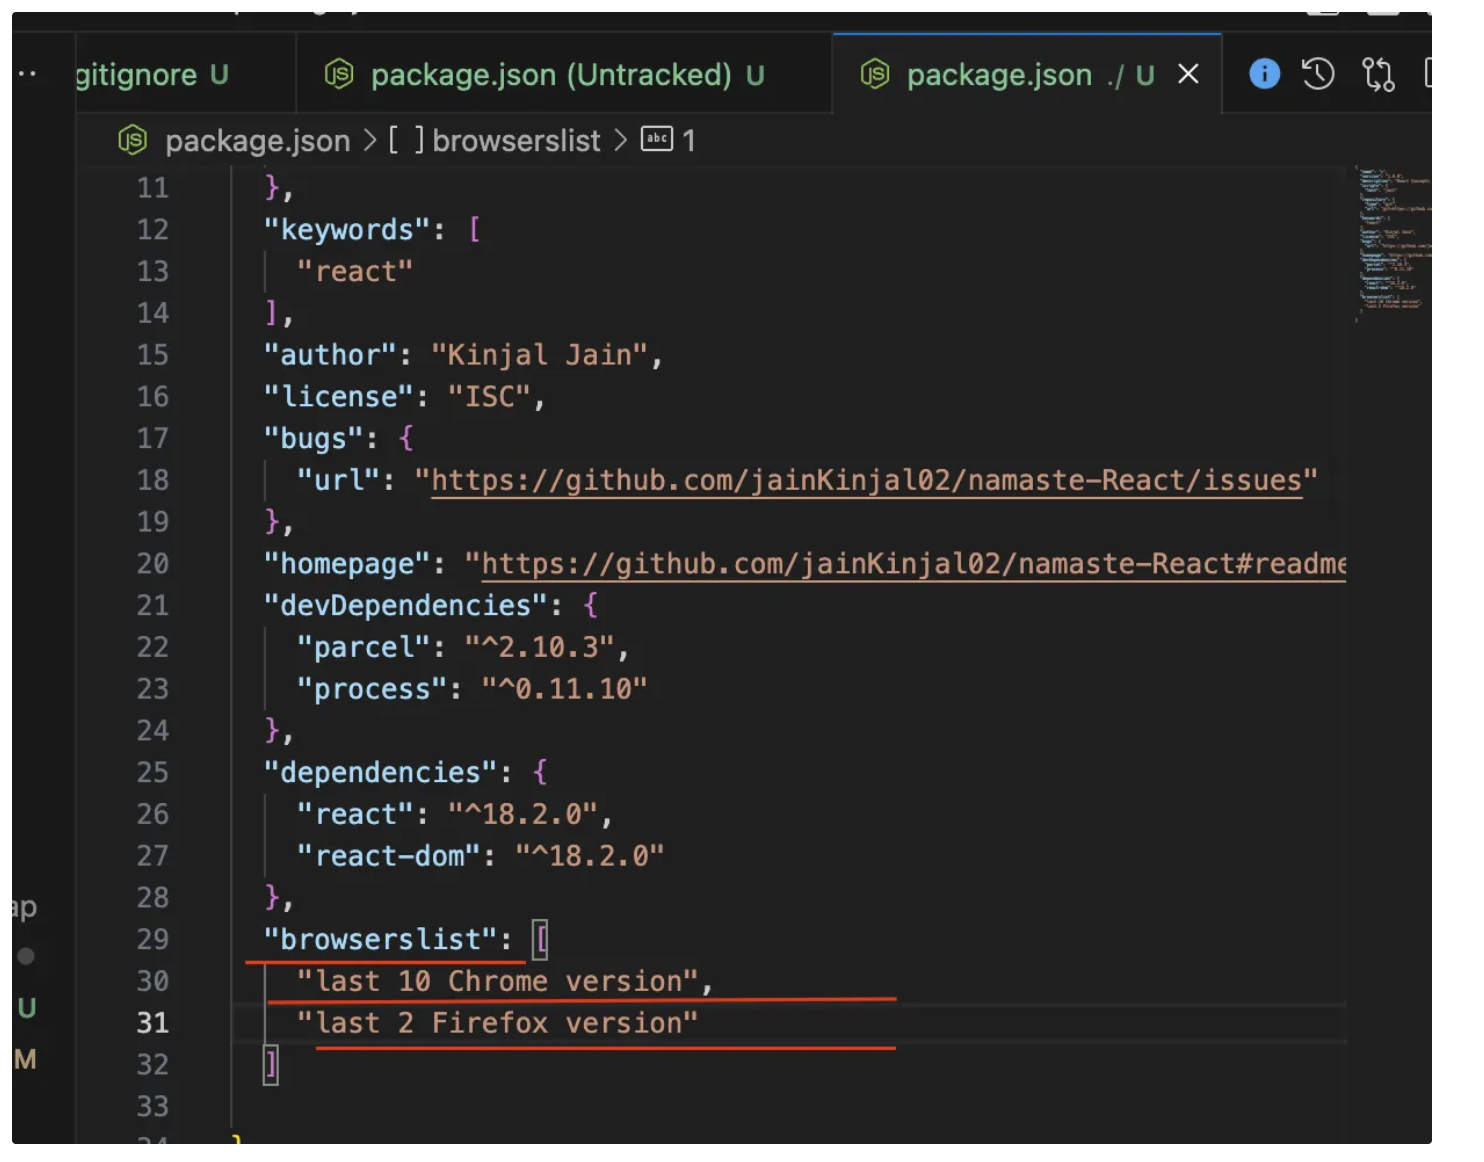 gitignore U
package.json (Untracked) U
package.json ./ U
package.json > [ ] browserslist > abc 1
11 },
12 "keywords": [
13 "react"
14 ],
15 "author": "Kinjal Jain",
16 "license": "ISC",
17 "bugs": {
18 "url": "https://github.com/jainKinjal02/namaste-React/issues"
19 },
20 "homepage": "https://github.com/jainKinjal02/namaste-React#readme
21 "devDependencies": {
22 "parcel": "^2.10.3",
23 "process": "^0.11.10"
24 },
25 "dependencies": {
26 "react": "^18.2.0",
27 "react-dom": "^18.2.0"
28 },
29 "browserslist": [
30 "last 10 Chrome version",
31 "last 2 Firefox version"
32 ]
33
34 }
ap
U
M